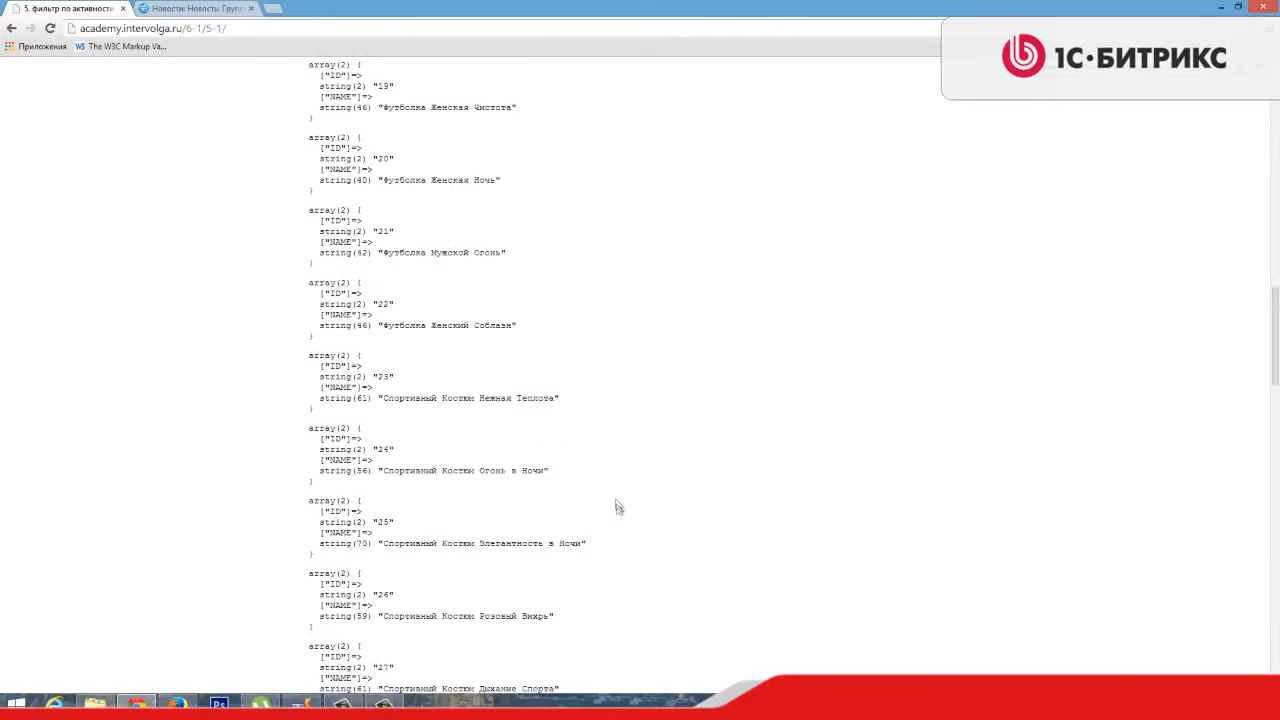 5. фильтр по активности
Новости: Новость: Групп
academy.intervolga.ru/6-1/5-1/
Приложения
The W3C Markup Va...
1С·БИТРИКС
array(2) {
["ID"]=>
string(2) "19"
["NAME"]=>
string(46) "Футболка Женская Чистота"
}
array(2) {
["ID"]=>
string(2) "20"
["NAME"]=>
string(40) "Футболка Женская Ночь"
}
array(2) {
["ID"]=>
string(2) "21"
["NAME"]=>
string(42) "Футболка Мужской Огонь"
}
array(2) {
["ID"]=>
string(2) "22"
["NAME"]=>
string(46) "Футболка Женский Соблазн"
}
array(2) {
["ID"]=>
string(2) "23"
["NAME"]=>
string(61) "Спортивный Костюм Нежная Теплота"
}
array(2) {
["ID"]=>
string(2) "24"
["NAME"]=>
string(56) "Спортивный Костюм Огонь в Ночи"
}
array(2) {
["ID"]=>
string(2) "25"
["NAME"]=>
string(70) "Спортивный Костюм Элегантность в Ночи"
}
array(2) {
["ID"]=>
string(2) "26"
["NAME"]=>
string(59) "Спортивный Костюм Розовый Вихрь"
}
array(2) {
["ID"]=>
string(2) "27"
["NAME"]=>
string(61) "Спортивный Костюм Дыхание Спорта"
Ps